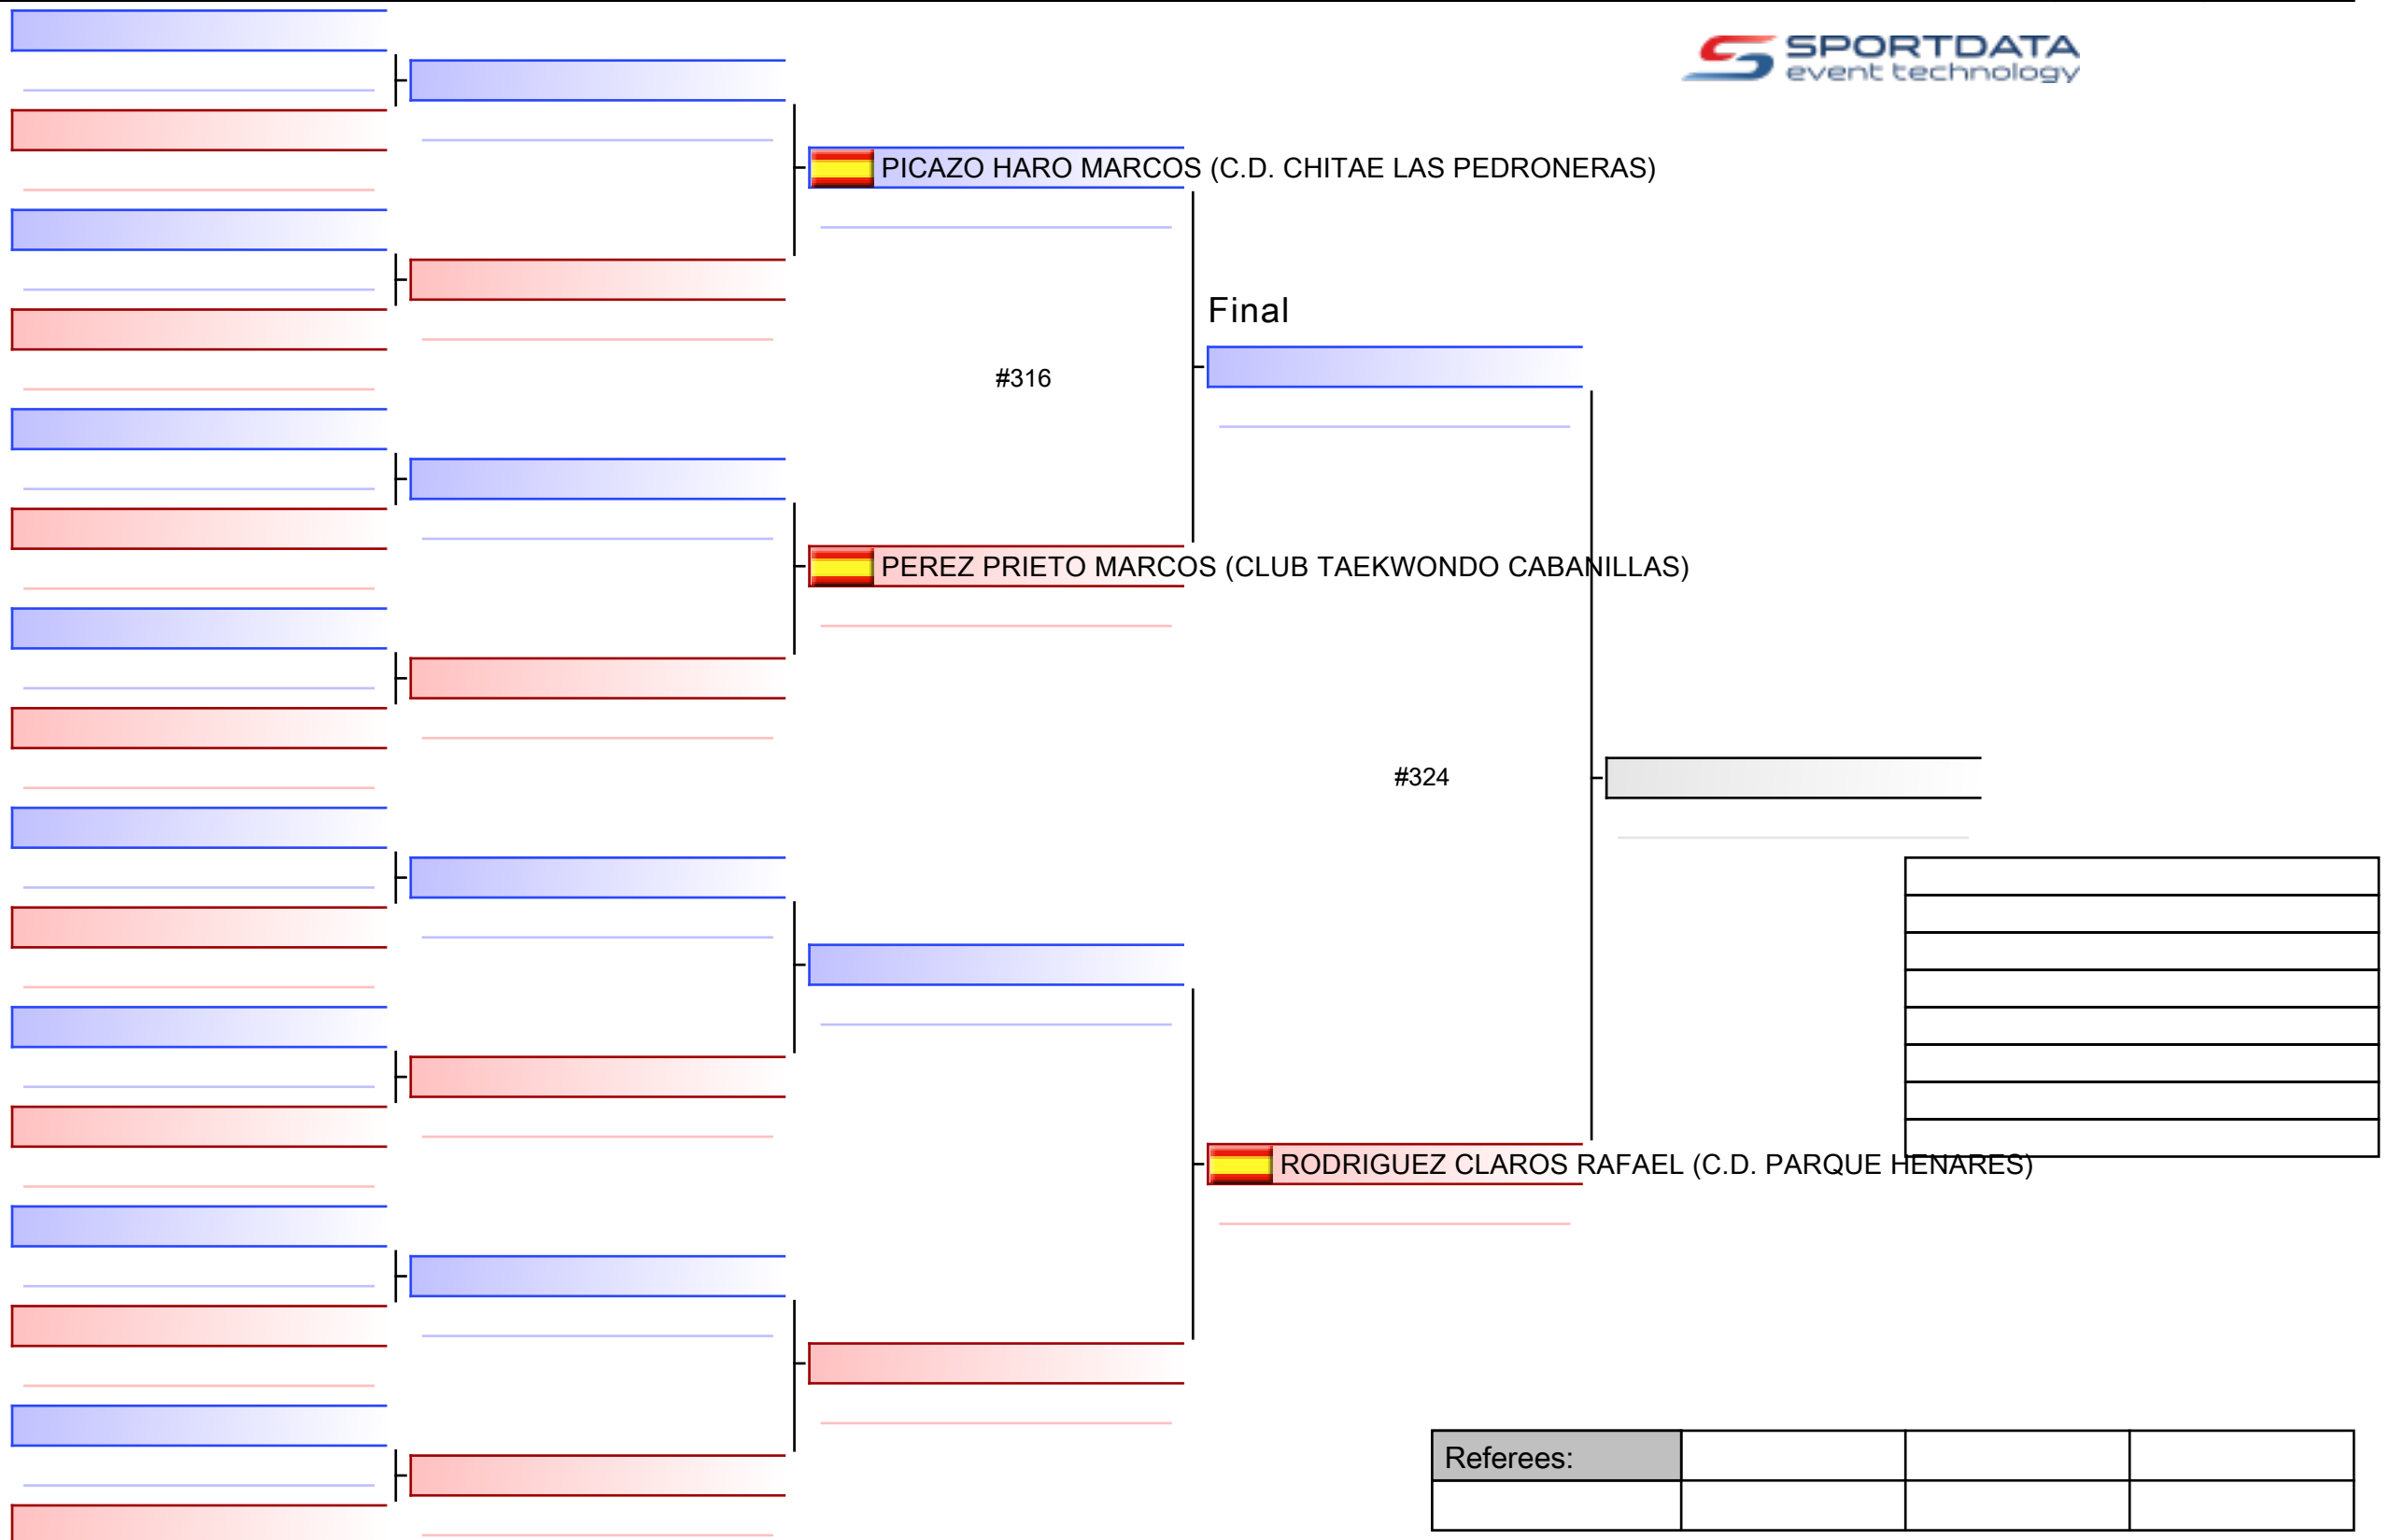 SPORTDATA
event technology
PICAZO HARO MARCOS (C.D. CHITAE LAS PEDRONERAS)
Final
#316
PEREZ PRIETO MARCOS (CLUB TAEKWONDO CABANILLAS)
#324
RODRIGUEZ CLAROS RAFAEL (C.D. PARQUE HENARES)
Referees: